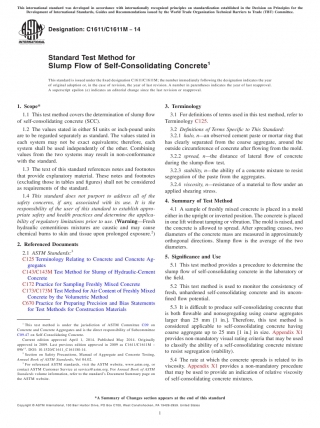 This international standard was developed in accordance with internationally recognized principles on standardization established in the Decision on Principles for the
Development of International Standards, Guides and Recommendations issued by the World Trade Organization Technical Barriers to Trade (TBT) Committee.
Designation: C1611/C1611M – 14
INTERNATIONAL
Standard Test Method for
Slump Flow of Self-Consolidating Concrete1
This standard is issued under the fixed designation C1611/C1611M; the number immediately following the designation indicates the year
of original adoption or, in the case of revision, the year of last revision. A number in parentheses indicates the year of last reapproval.
A superscript epsilon (ε) indicates an editorial change since the last revision or reapproval.
1. Scope*
1.1 This test method covers the determination of slump flow
of self-consolidating concrete (SCC).
1.2 The values stated in either SI units or inch-pound units
are to be regarded separately as standard. The values stated in
each system may not be exact equivalents; therefore, each
system shall be used independently of the other. Combining
values from the two systems may result in non-conformance
with the standard.
1.3 The text of this standard references notes and footnotes
that provide explanatory material. These notes and footnotes
(excluding those in tables and figures) shall not be considered
as requirements of the standard.
1.4 This standard does not purport to address all of the
safety concerns, if any, associated with its use. It is the
responsibility of the user of this standard to establish appro-
priate safety and health practices and determine the applica-
bility of regulatory limitations prior to use. (Warning—Fresh
hydraulic cementitious mixtures are caustic and may cause
chemical burns to skin and tissue upon prolonged exposure.2)
2. Referenced Documents
2.1 ASTM Standards:3
C125 Terminology Relating to Concrete and Concrete Ag-
gregates
C143/C143M Test Method for Slump of Hydraulic-Cement
Concrete
C172 Practice for Sampling Freshly Mixed Concrete
C173/C173M Test Method for Air Content of Freshly Mixed
Concrete by the Volumetric Method
C670 Practice for Preparing Precision and Bias Statements
for Test Methods for Construction Materials
1 This test method is under the jurisdiction of ASTM Committee C09 on
Concrete and Concrete Aggregates and is the direct responsibility of Subcommittee
C09.47 on Self-Consolidating Concrete.
Current edition approved April 1, 2014. Published May 2014. Originally
approved in 2005. Last previous edition approved in 2009 as C1611/C1611M –
2 Section on Safety Precautions, Manual of Aggregate and Concrete Testing,
Annual Book of ASTM Standards, Vol 04.02.
3 For referenced ASTM standards, visit the ASTM website, www.astm.org, or
contact ASTM Customer Service at service@astm.org. For Annual Book of ASTM
Standards volume information, refer to the standard's Document Summary page on
the ASTM website.
3. Terminology
3.1 For definitions of terms used in this test method, refer to
Terminology C125.
3.2 Definitions of Terms Specific to This Standard:
3.2.1 halo, n—an observed cement paste or mortar ring that
has clearly separated from the coarse aggregate, around the
outside circumference of concrete after flowing from the mold.
3.2.2 spread, n—the distance of lateral flow of concrete
during the slump-flow test.
3.2.3 stability, n—the ability of a concrete mixture to resist
segregation of the paste from the aggregates.
3.2.4 viscosity, n—resistance of a material to flow under an
applied shearing stress.
4. Summary of Test Method
4.1 A sample of freshly mixed concrete is placed in a mold
either in the upright or inverted position. The concrete is placed
in one lift without tamping or vibration. The mold is raised, and
the concrete is allowed to spread. After spreading ceases, two
diameters of the concrete mass are measured in approximately
orthogonal directions. Slump flow is the average of the two
diameters.
5. Significance and Use
5.1 This test method provides a procedure to determine the
slump flow of self-consolidating concrete in the laboratory or
the field.
5.2 This test method is used to monitor the consistency of
fresh, unhardened self-consolidating concrete and its uncon-
fined flow potential.
5.3 It is difficult to produce self-consolidating concrete that
is both flowable and nonsegregating using coarse aggregates
larger than 25 mm [1 in.]. Therefore, this test method is
considered applicable to self-consolidating concrete having
coarse aggregate up to 25 mm [1 in.] in size. Appendix X1
provides non-mandatory visual rating criteria that may be used
to classify the ability of a self-consolidating concrete mixture
to resist segregation (stability).
5.4 The rate at which the concrete spreads is related to its
viscosity. Appendix X1 provides a non-mandatory procedure
that may be used to provide an indication of relative viscosity
of self-consolidating concrete mixtures.
*A Summary of Changes section appears at the end of this standard
1